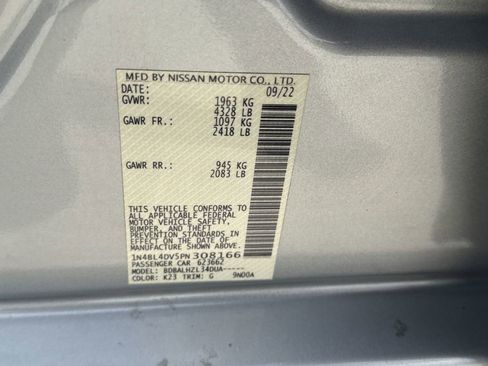 MFD BY NISSAN MOTOR CO., LTD.
DATE: 09/22
GVWR: 1963 KG
4328 LB
GAWR FR.: 1097 KG
2418 LB
GAWR RR.: 945 KG
2083 LB
THIS VEHICLE CONFORMS TO
ALL APPLICABLE FEDERAL
MOTOR VEHICLE SAFETY,
BUMPER, AND THEFT
PREVENTION STANDARDS
IN EFFECT ON THE DATE OF
MANUFACTURE SHOWN ABOVE.
1N4BL4DV5PN308166
PASSENGER CAR 623662
MODEL: BDBALHZL34DUA-----
COLOR: K23 TRIM: G 9N00A